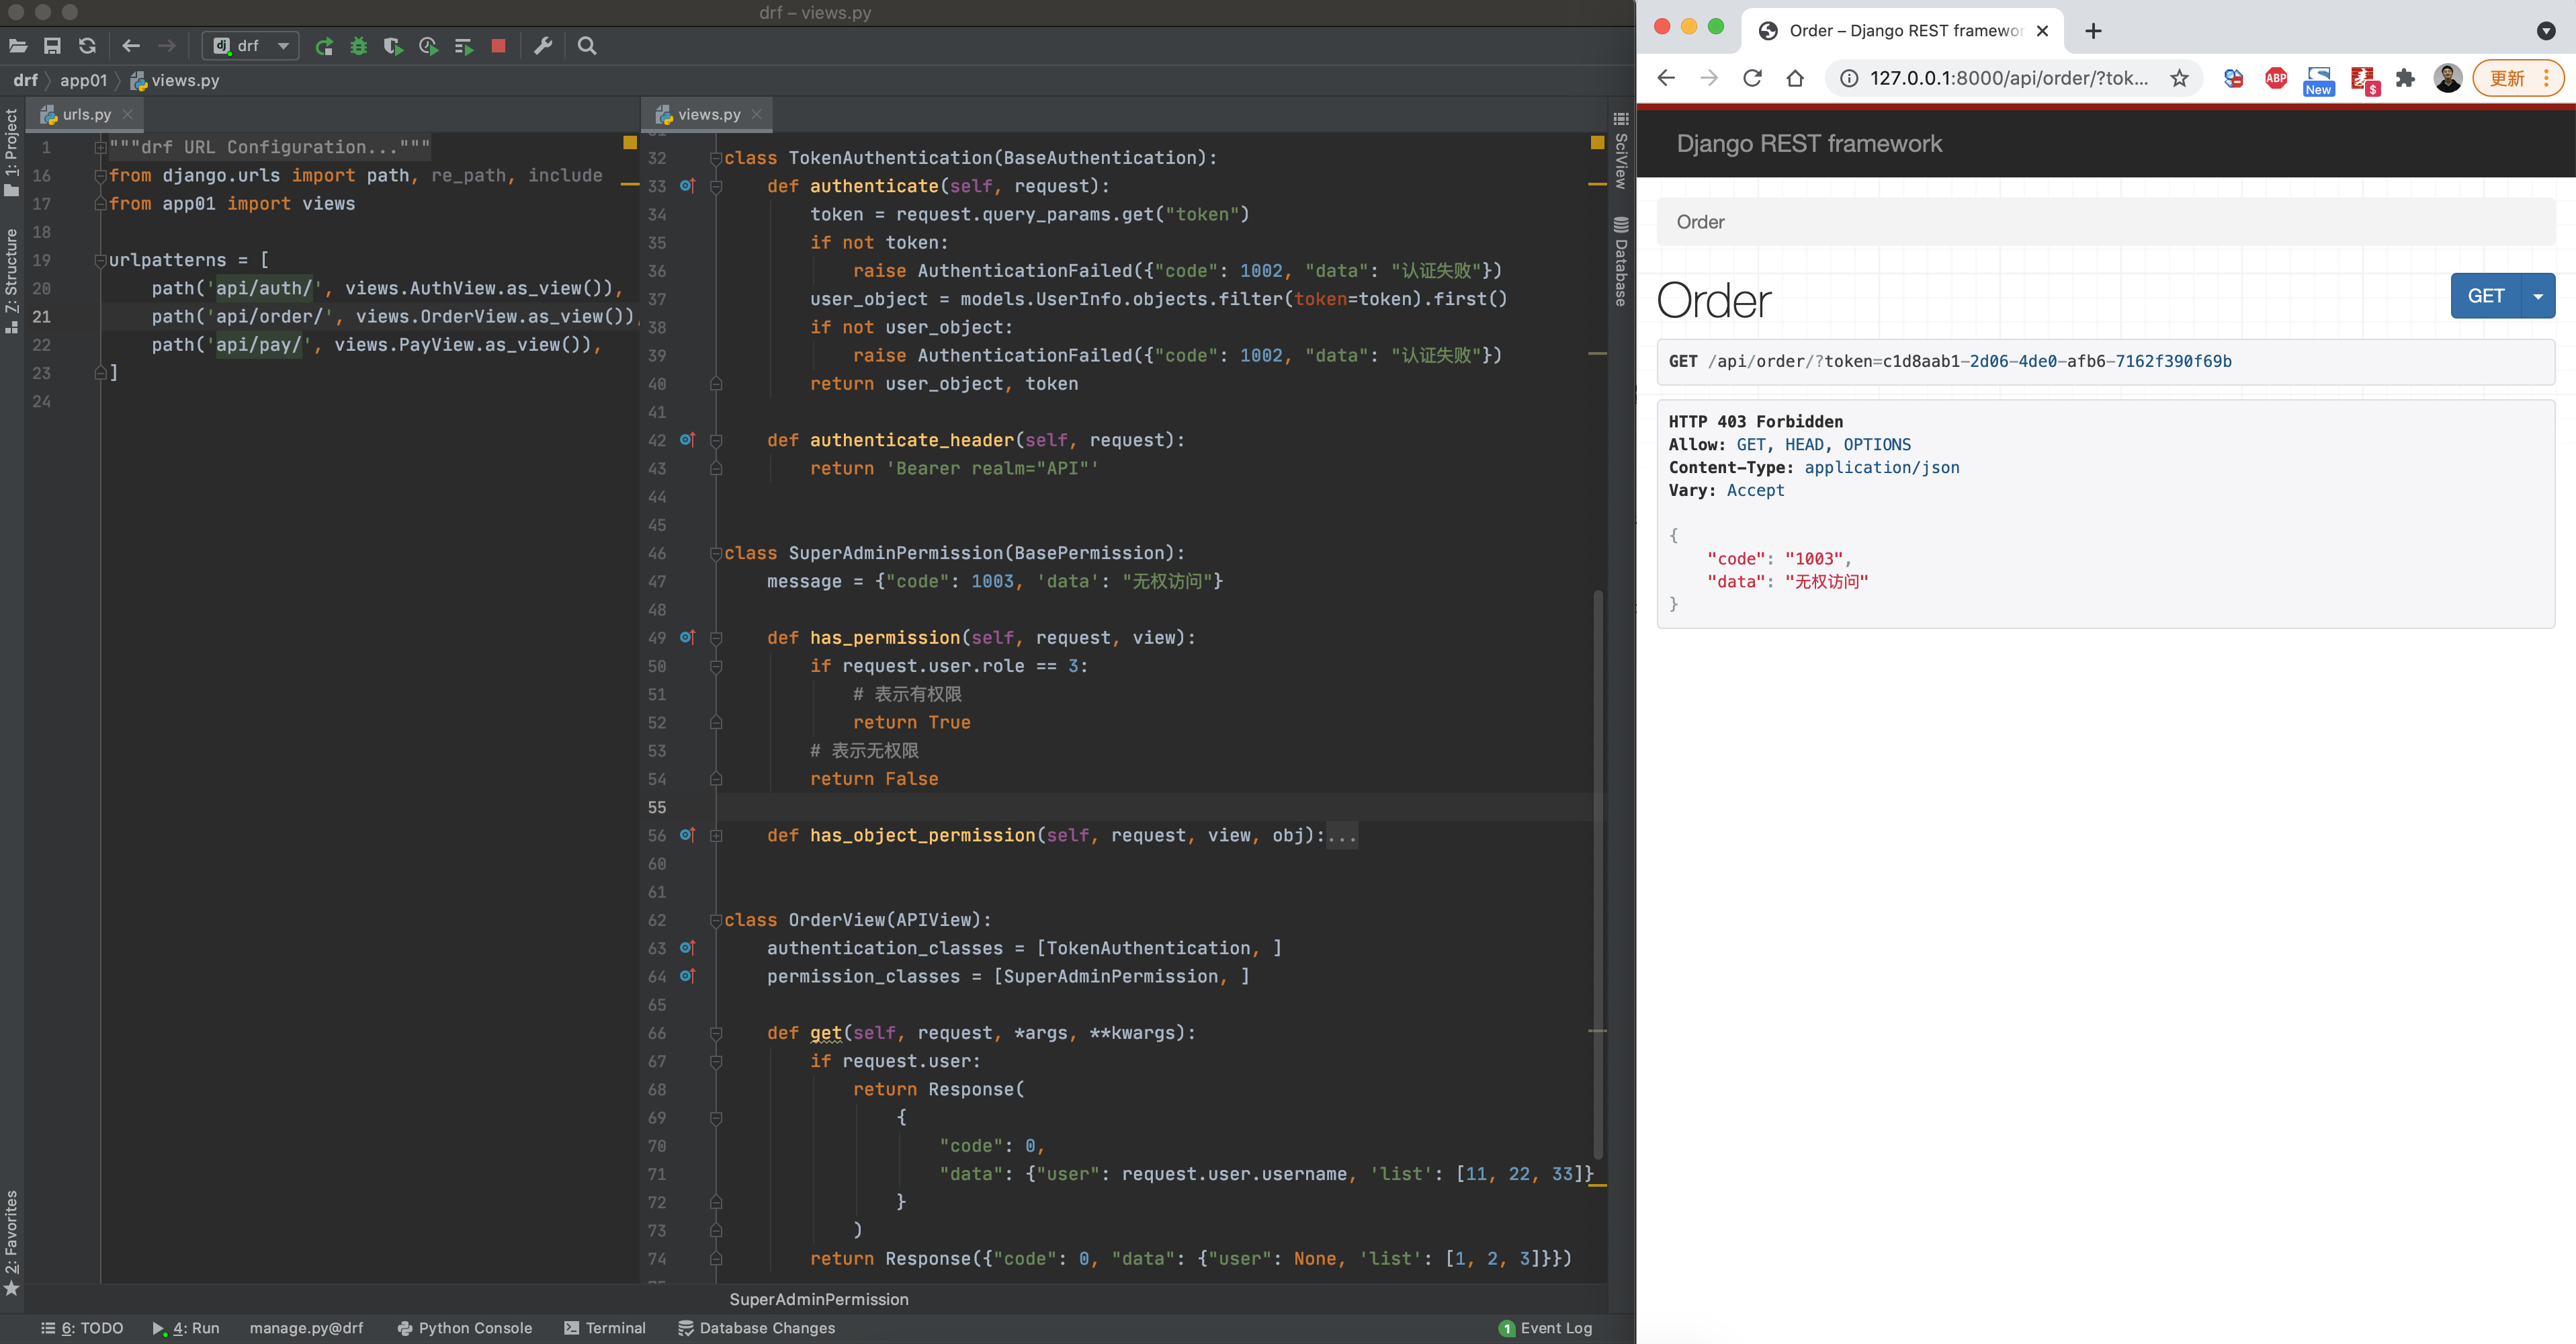 drf – views.py
drf
drf
app01
views.py
1: Project
Z: Structure
2: Favorites
urls.py
1 """drf URL Configuration..."""
16 from django.urls import path, re_path, include
17 from app01 import views
18
19 urlpatterns = [
20 path('api/auth/', views.AuthView.as_view()),
21 path('api/order/', views.OrderView.as_view()),
22 path('api/pay/', views.PayView.as_view()),
23 ]
24
views.py
32 class TokenAuthentication(BaseAuthentication):
33 def authenticate(self, request):
34 token = request.query_params.get("token")
35 if not token:
36 raise AuthenticationFailed({"code": 1002, "data": "认证失败"})
37 user_object = models.UserInfo.objects.filter(token=token).first()
38 if not user_object:
39 raise AuthenticationFailed({"code": 1002, "data": "认证失败"})
40 return user_object, token
41
42 def authenticate_header(self, request):
43 return 'Bearer realm="API"'
44
45
46 class SuperAdminPermission(BasePermission):
47 message = {"code": 1003, 'data': "无权访问"}
48
49 def has_permission(self, request, view):
50 if request.user.role == 3:
51 # 表示有权限
52 return True
53 # 表示无权限
54 return False
55
56 def has_object_permission(self, request, view, obj):...
60
61
62 class OrderView(APIView):
63 authentication_classes = [TokenAuthentication, ]
64 permission_classes = [SuperAdminPermission, ]
65
66 def get(self, request, *args, **kwargs):
67 if request.user:
68 return Response(
69 {
70 "code": 0,
71 "data": {"user": request.user.username, 'list': [11, 22, 33]}
72 }
73 )
74 return Response({"code": 0, "data": {"user": None, 'list': [1, 2, 3]}})
SuperAdminPermission
SciView
Database
6: TODO
4: Run
manage.py@drf
Python Console
Terminal
Database Changes
1 Event Log
Order – Django REST framewor
127.0.0.1:8000/api/order/?tok...
ABP
New
$
更新
Django REST framework
Order
Order
GET
GET /api/order/?token=c1d8aab1-2d06-4de0-afb6-7162f390f69b
HTTP 403 Forbidden
Allow: GET, HEAD, OPTIONS
Content-Type: application/json
Vary: Accept
{
"code": "1003",
"data": "无权访问"
}